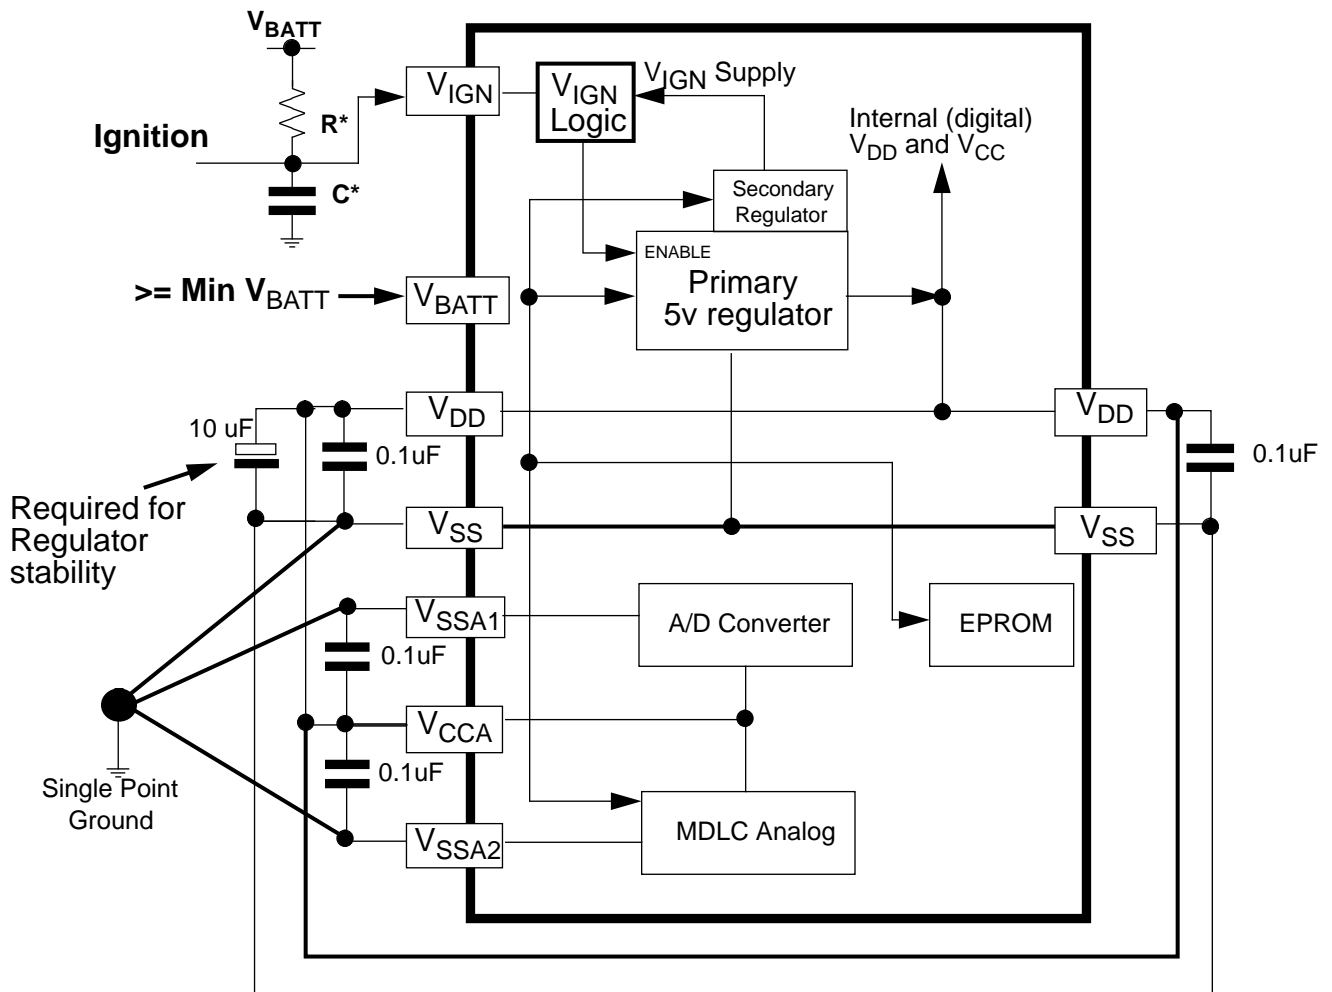 VBATT
VIGN
VIGN
Logic
VIGN Supply
Ignition
R*
C*
Internal (digital)
VDD and VCC
Secondary
Regulator
ENABLE
Primary
5v regulator
>= Min VBATT
VBATT
VDD
VDD
10 uF
0.1uF
0.1uF
Required for
Regulator
stability
VSS
VSS
VSSA1
A/D Converter
EPROM
0.1uF
VCCA
0.1uF
Single Point
Ground
VSSA2
MDLC Analog